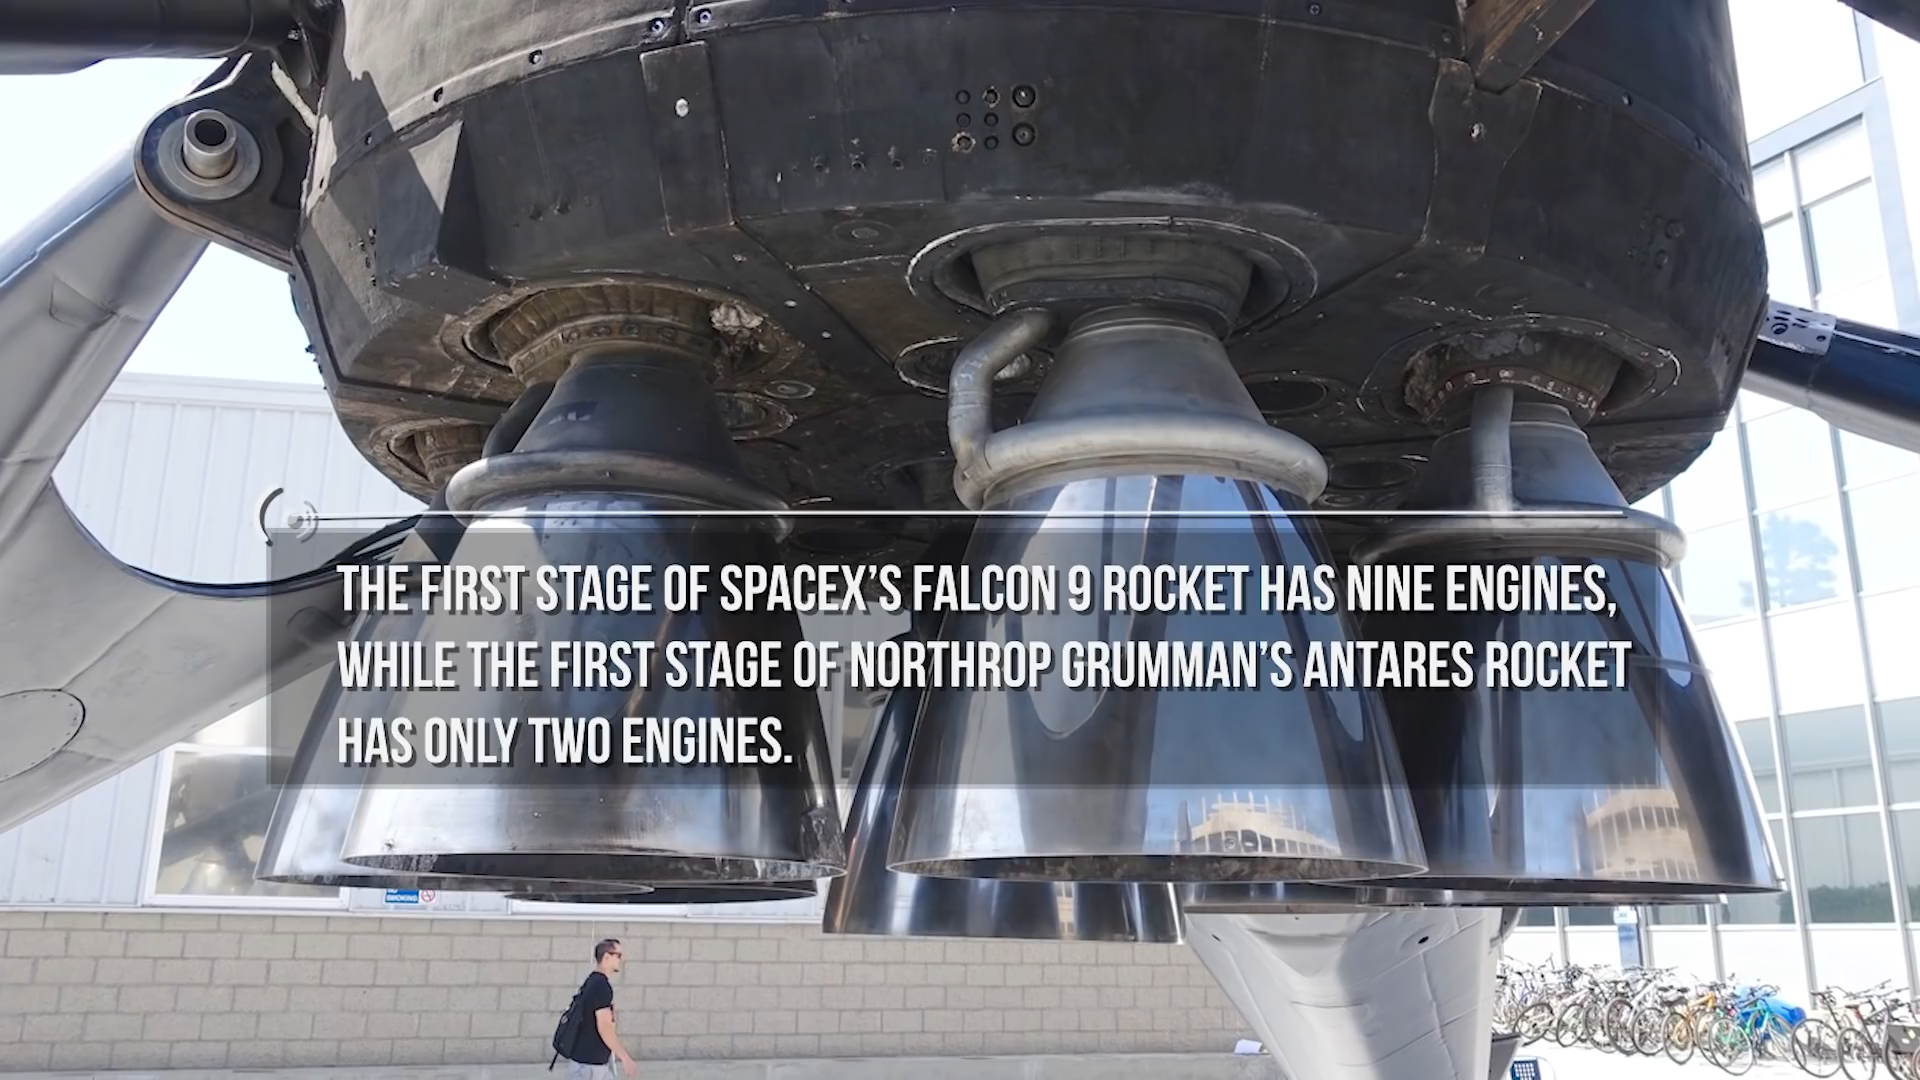 THE FIRST STAGE OF SPACEX’S FALCON 9 ROCKET HAS NINE ENGINES,
WHILE THE FIRST STAGE OF NORTHROP GRUMMAN’S ANTARES ROCKET
HAS ONLY TWO ENGINES.
SMOKING